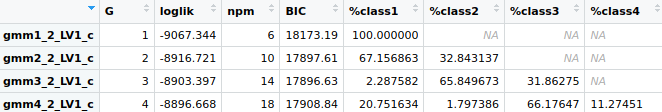 G loglik npm BIC %class1 %class2 %class3 %class4
gmm1_2_LV1_c 1 -9067.344 6 18173.19 100.000000 NA NA NA
gmm2_2_LV1_c 2 -8916.721 10 17897.61 67.156863 32.843137 NA NA
gmm3_2_LV1_c 3 -8903.397 14 17896.63 2.287582 65.849673 31.86275 NA
gmm4_2_LV1_c 4 -8896.668 18 17908.84 20.751634 1.797386 66.17647 11.27451